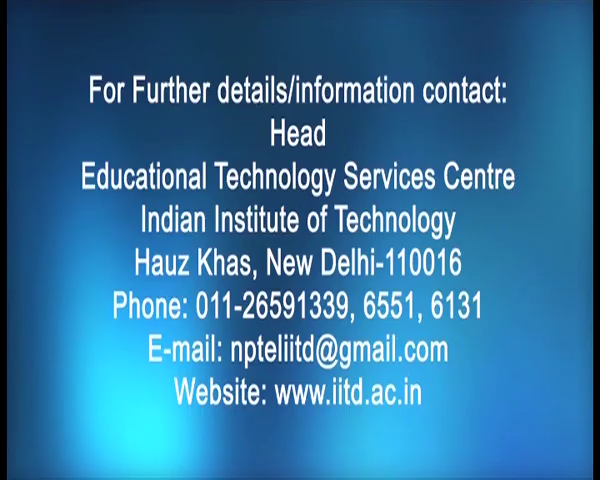 For Further details/information contact:
Head
Educational Technology Services Centre
Indian Institute of Technology
Hauz Khas, New Delhi-110016
Phone: 011-26591339, 6551, 6131
E-mail: npteliitd@gmail.com
Website: www.iitd.ac.in